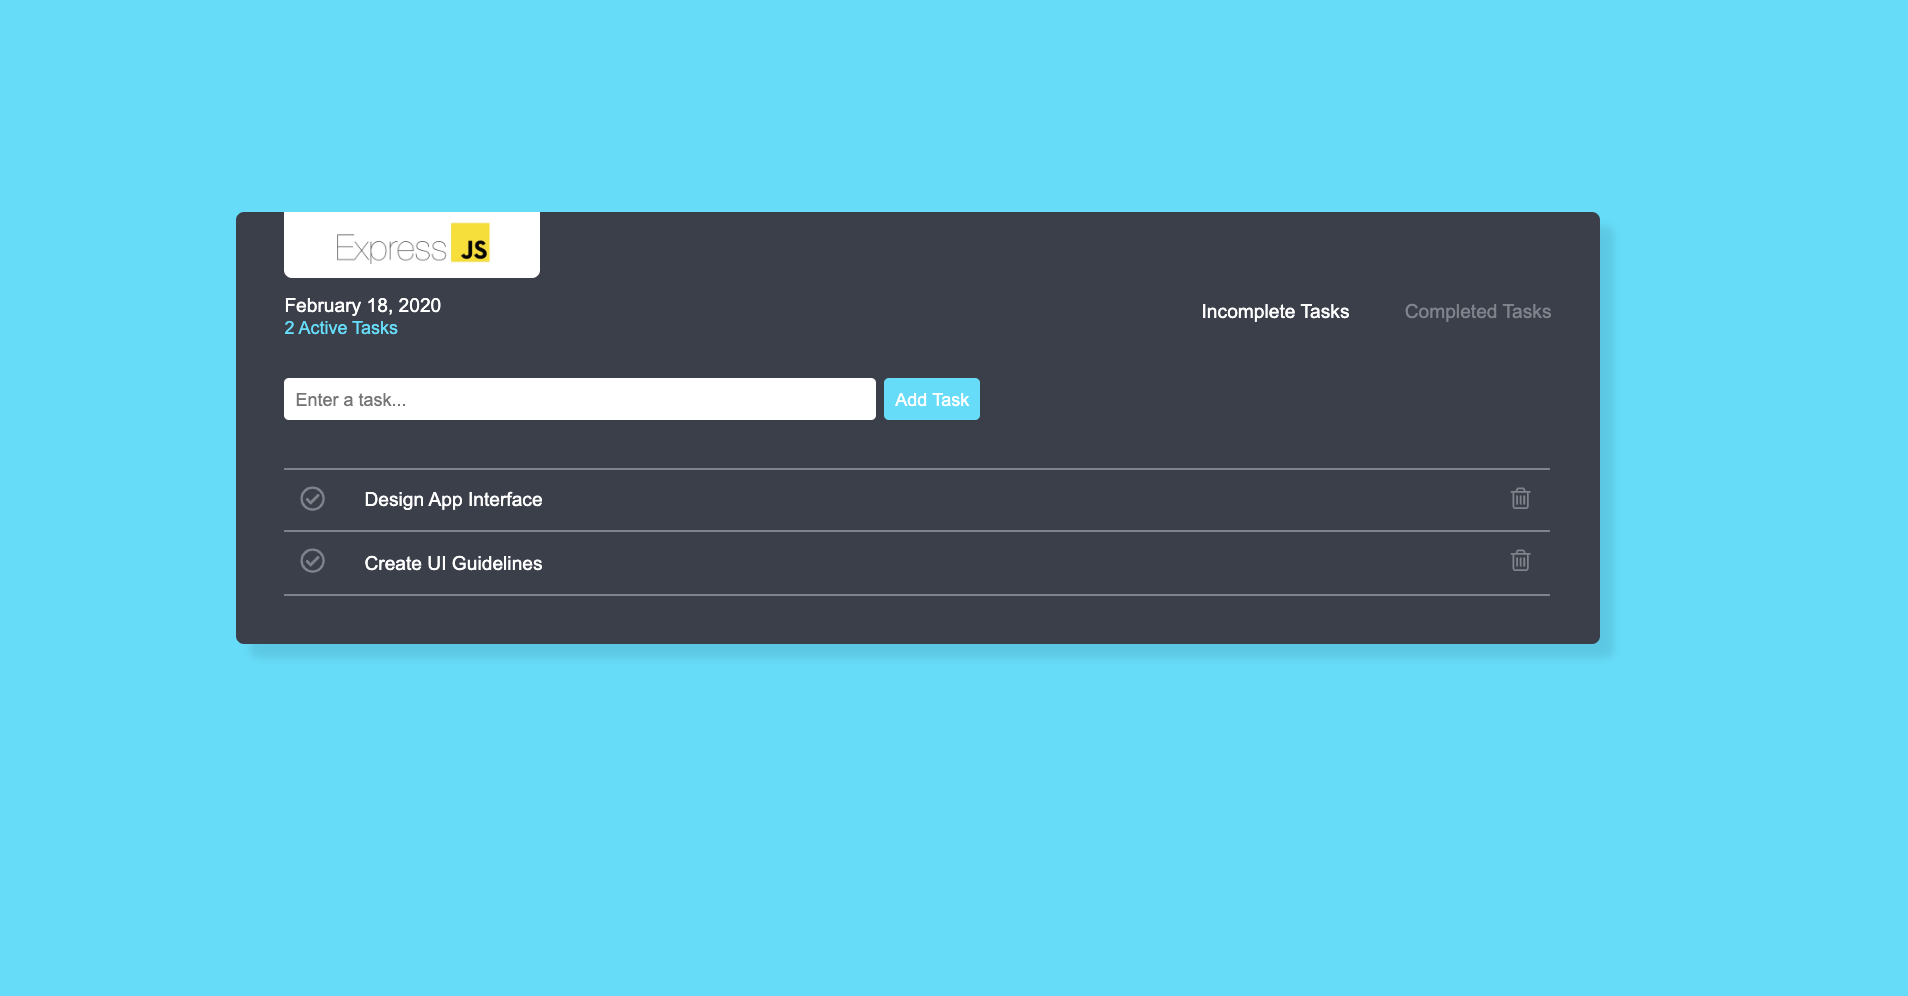 Express JS
February 18, 2020
2 Active Tasks
Incomplete Tasks
Completed Tasks
Enter a task...
Add Task
Design App Interface
Create UI Guidelines